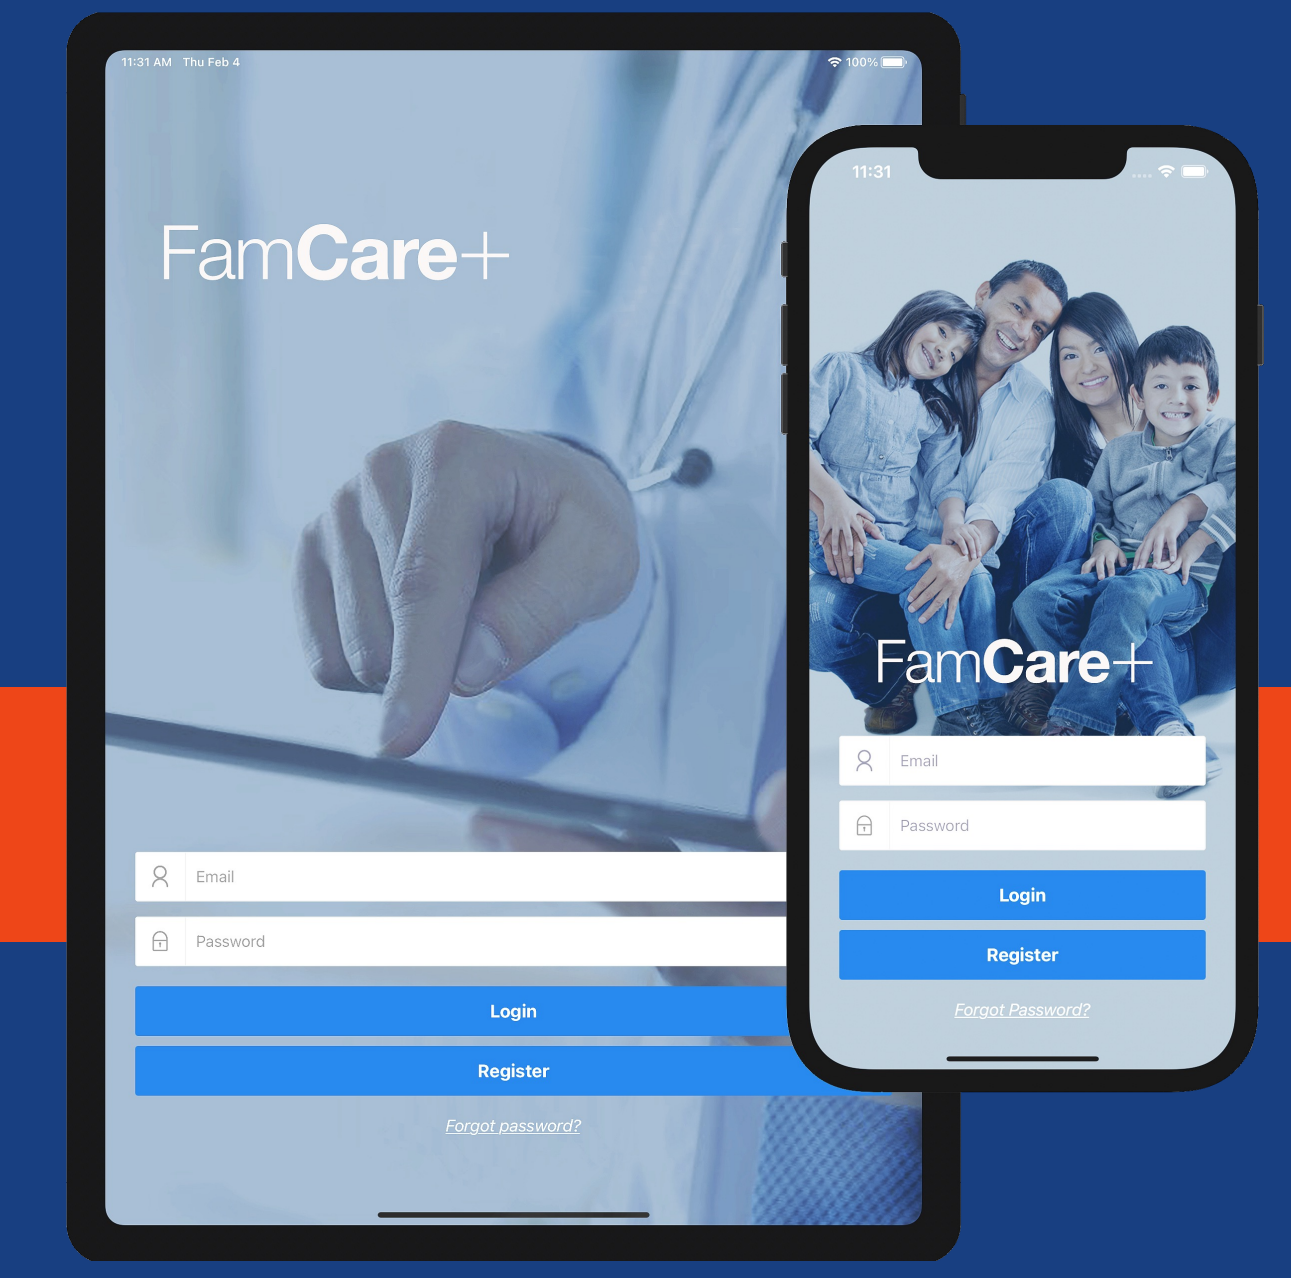 11:31 AM Thu Feb 4
100%
FamCare+
Email
Password
Login
Register
Forgot password?
11:31
FamCare+
Email
Password
Login
Register
Forgot Password?